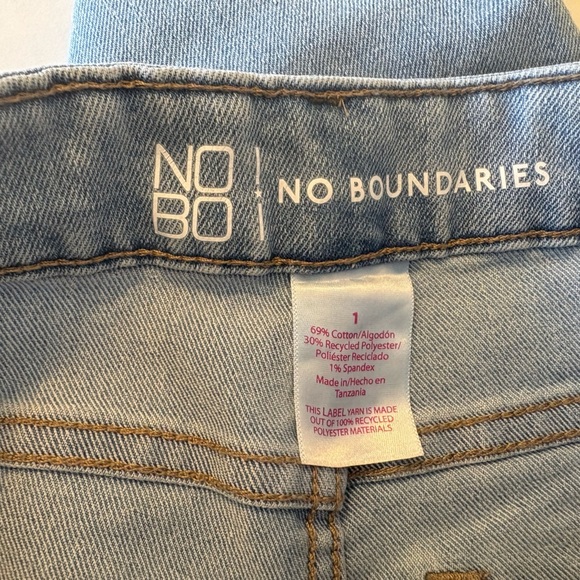 NO
BO
NO BOUNDARIES
1
69% Cotton/Algodón
30% Recycled Polyester/
Poliéster Reciclado
1% Spandex
Made in/Hecho en
Tanzania
THIS LABEL YARN IS MADE
OUT OF 100% RECYCLED
POLYESTER MATERIALS.